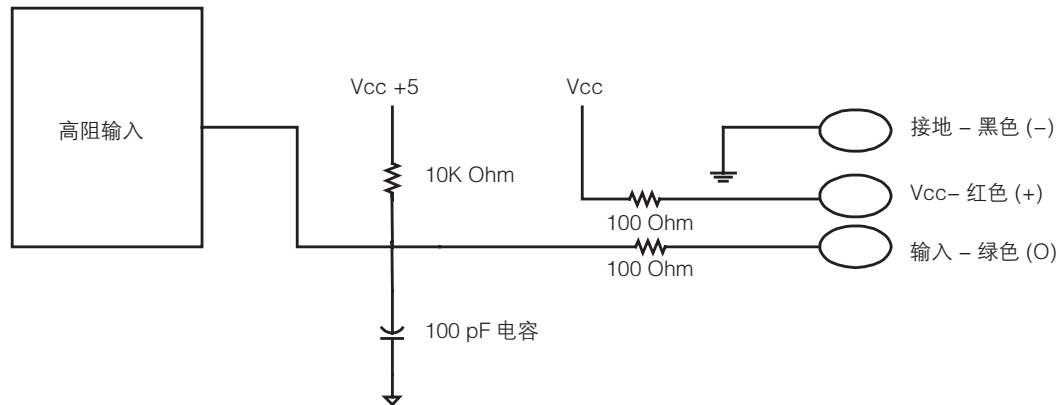 Vcc +5
Vcc
高阻输入
接地 – 黑色 (–)
10K Ohm
Vcc– 红色 (+)
100 Ohm
输入 – 绿色 (O)
100 Ohm
100 pF 电容